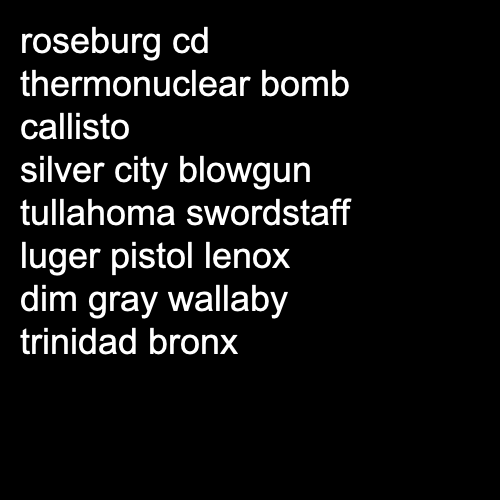 roseburg cd
thermonuclear bomb
callisto
silver city blowgun
tullahoma swordstaff
luger pistol lenox
dim gray wallaby
trinidad bronx